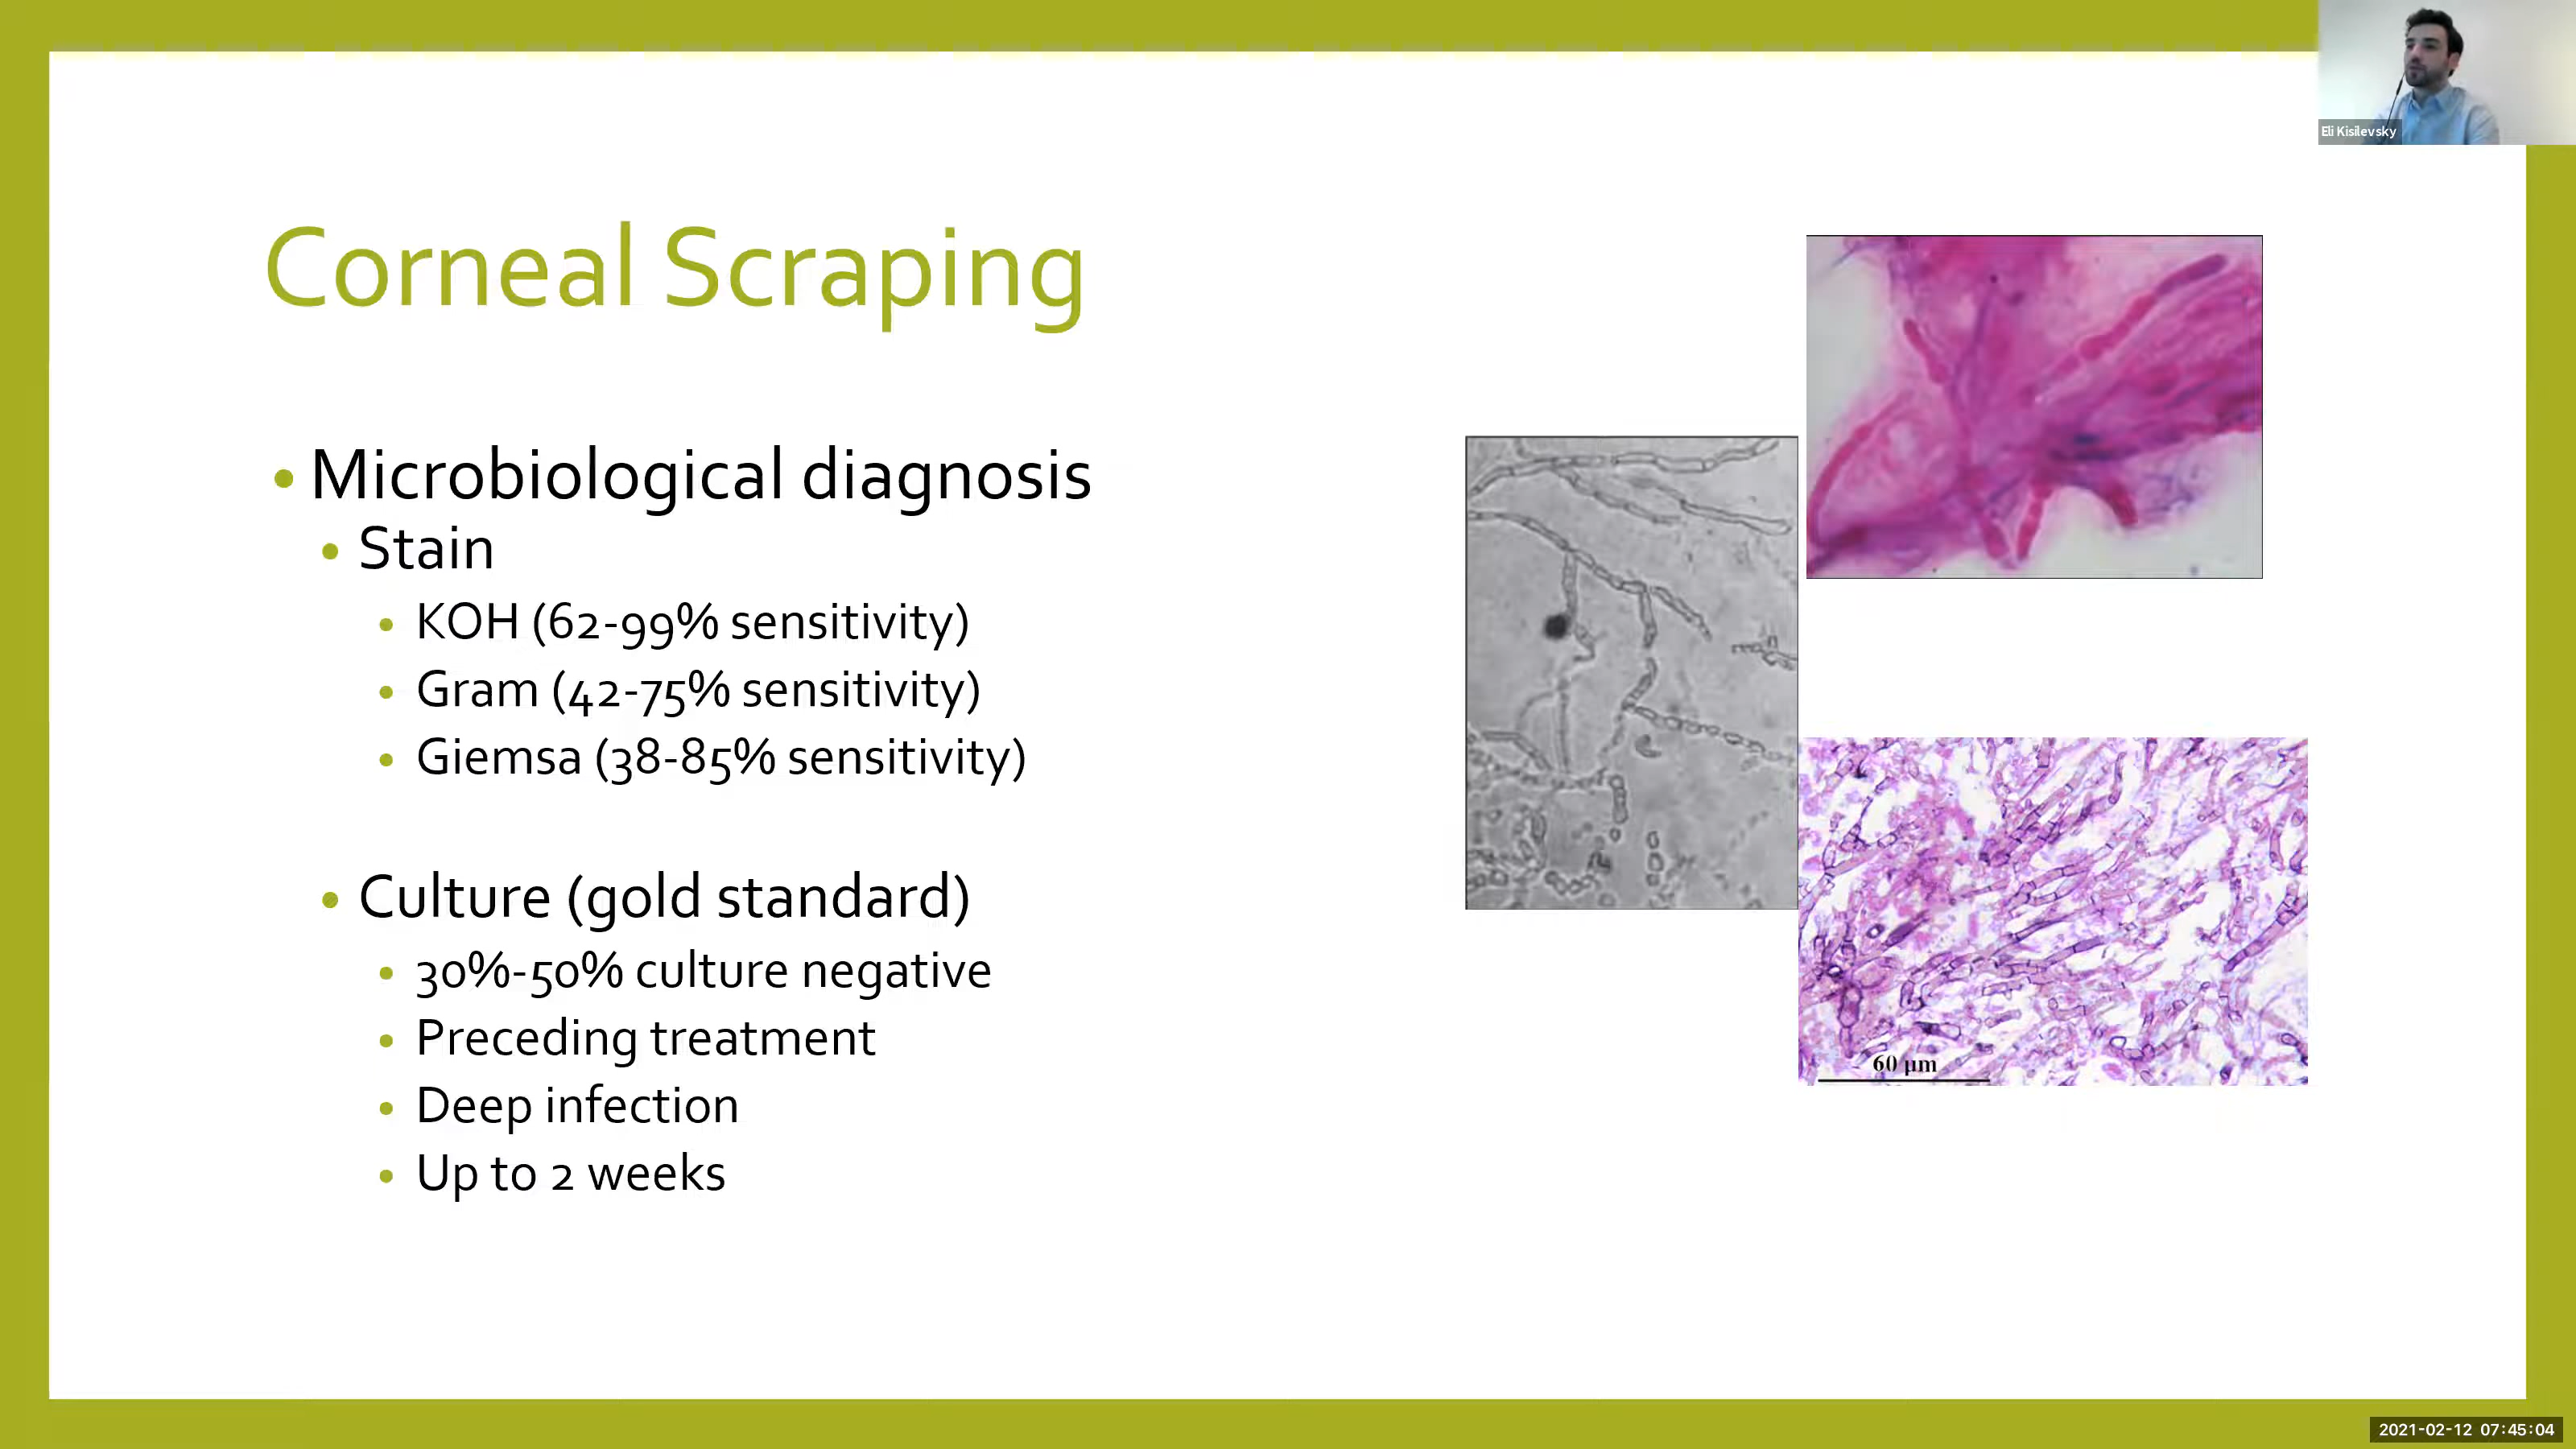 Eli Kisilevsky
Corneal Scraping
• Microbiological diagnosis
• Stain
• KOH (62-99% sensitivity)
• Gram (42-75% sensitivity)
• Giemsa (38-85% sensitivity)
• Culture (gold standard)
• 30%-50% culture negative
• Preceding treatment
• Deep infection
• Up to 2 weeks
60 μm
2021-02-12 07:45:04